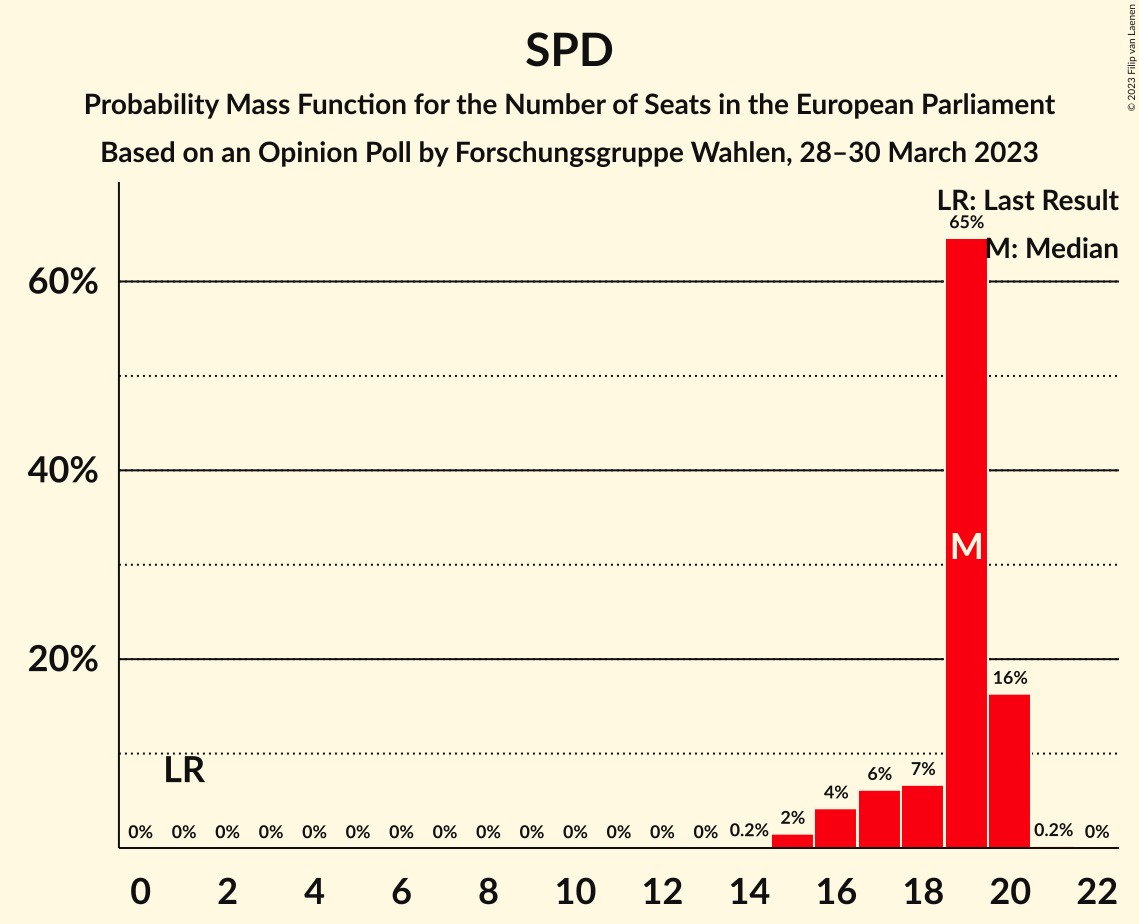 © 2023 Filip van Laenen
SPD
Probability Mass Function for the Number of Seats in the European Parliament
Based on an Opinion Poll by Forschungsgruppe Wahlen, 28–30 March 2023
LR: Last Result
M: Median
60%
40%
20%
0% 0% 0% 0% 0% 0% 0% 0% 0% 0% 0% 0% 0% 0% 0.2% 2% 4% 6% 7% 65% 16% 0.2% 0%
LR
M
0 2 4 6 8 10 12 14 16 18 20 22